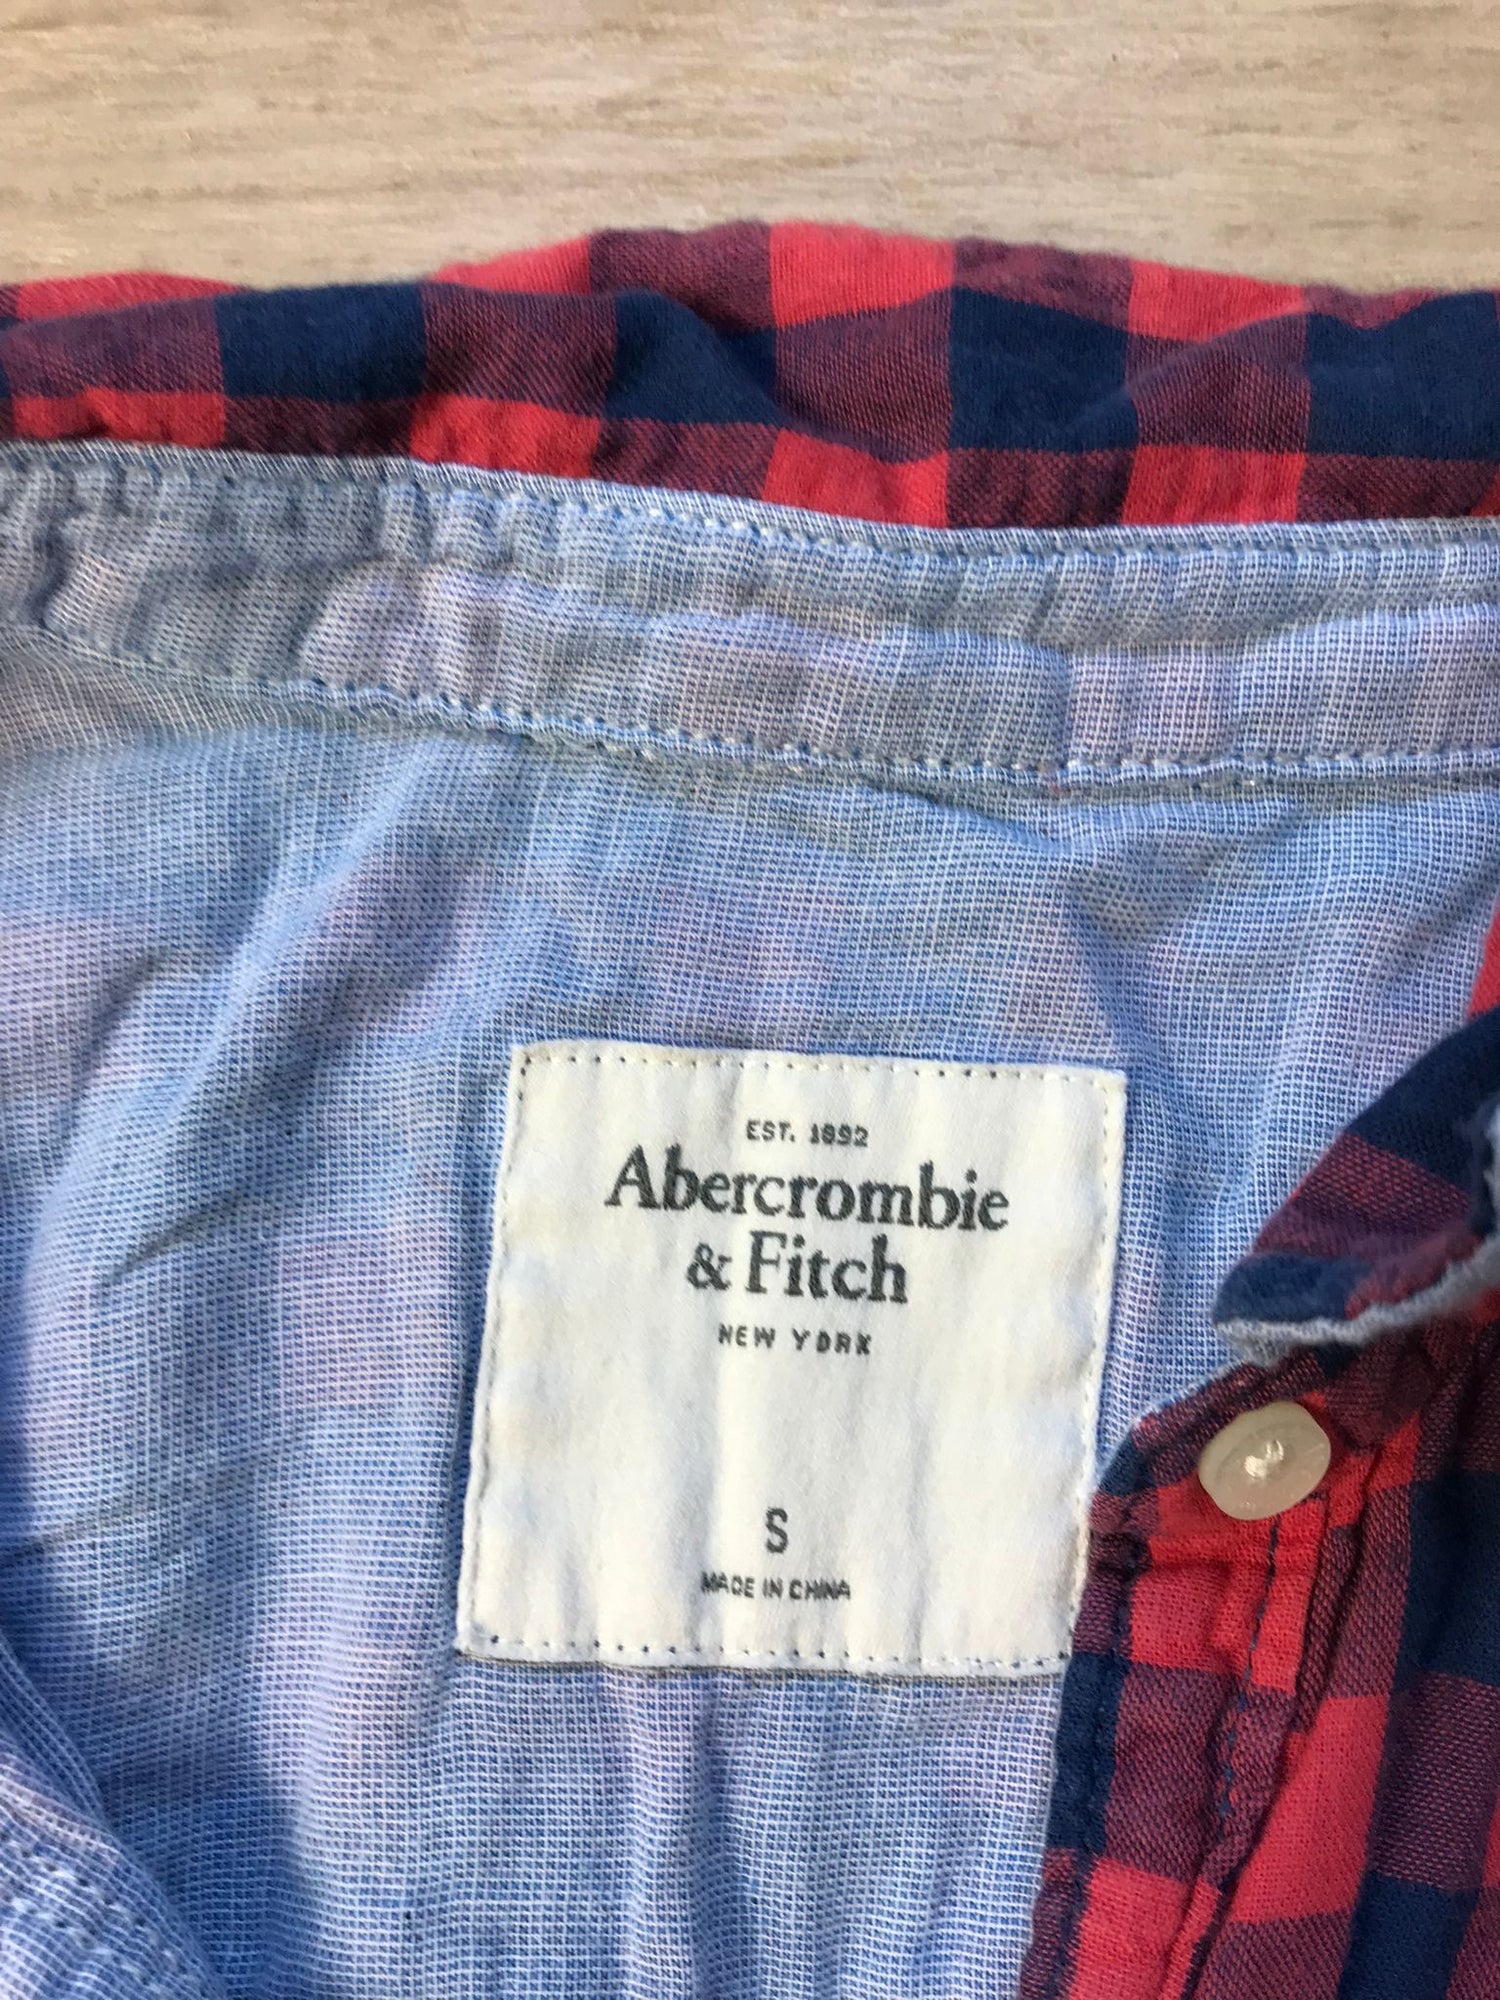 EST. 1892
Abercrombie
& Fitch
NEW YORK
S
MADE IN CHINA